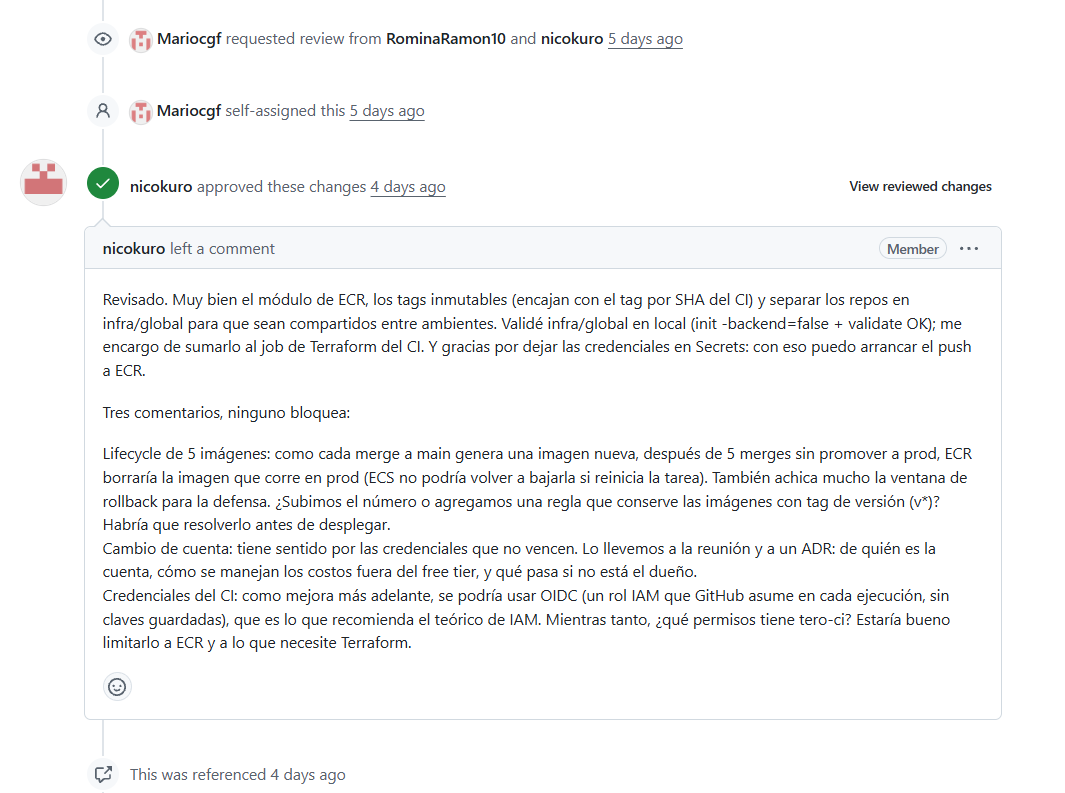 Mariocgf requested review from RominaRamon10 and nicokuro 5 days ago
Mariocgf self-assigned this 5 days ago
nicokuro approved these changes 4 days ago
View reviewed changes
nicokuro left a comment
Member
Revisado. Muy bien el módulo de ECR, los tags inmutables (encajan con el tag por SHA del CI) y separar los repos en
infra/global para que sean compartidos entre ambientes. Validé infra/global en local (init -backend=false + validate OK); me
encargo de sumarlo al job de Terraform del CI. Y gracias por dejar las credenciales en Secrets: con eso puedo arrancar el push
a ECR.
Tres comentarios, ninguno bloquea:
Lifecycle de 5 imágenes: como cada merge a main genera una imagen nueva, después de 5 merges sin promover a prod, ECR
borraría la imagen que corre en prod (ECS no podría volver a bajarla si reinicia la tarea). También achica mucho la ventana de
rollback para la defensa. ¿Subimos el número o agregamos una regla que conserve las imágenes con tag de versión (v*)?
Habría que resolverlo antes de desplegar.
Cambio de cuenta: tiene sentido por las credenciales que no vencen. Lo llevemos a la reunión y a un ADR: de quién es la
cuenta, cómo se manejan los costos fuera del free tier, y qué pasa si no está el dueño.
Credenciales del CI: como mejora más adelante, se podría usar OIDC (un rol IAM que GitHub asume en cada ejecución, sin
claves guardadas), que es lo que recomienda el teórico de IAM. Mientras tanto, ¿qué permisos tiene tero-ci? Estaría bueno
limitarlo a ECR y a lo que necesite Terraform.
This was referenced 4 days ago